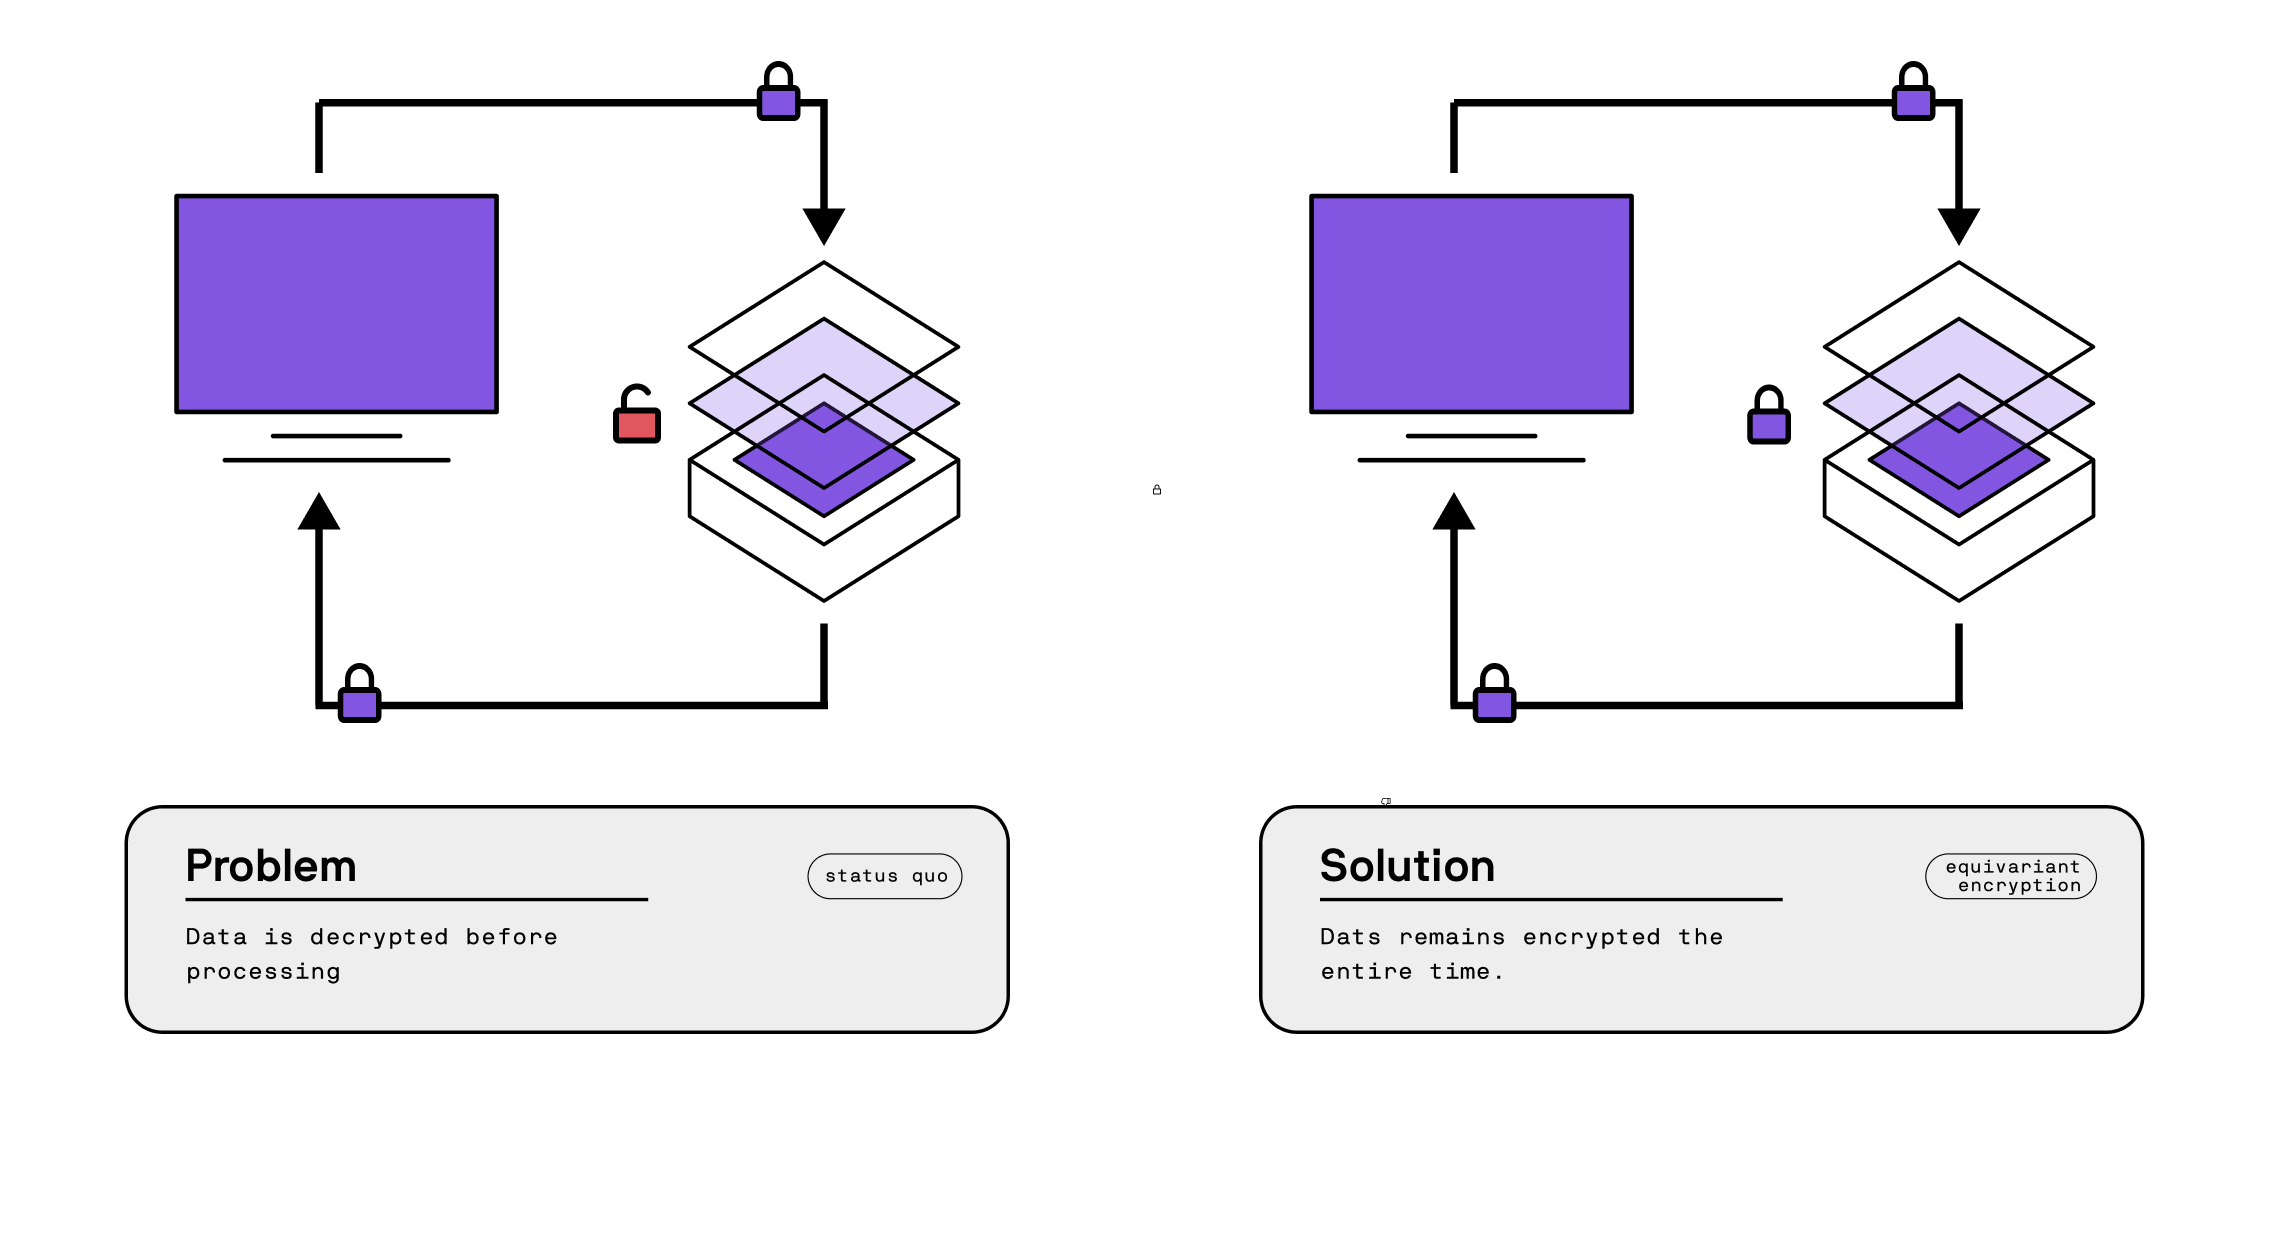 Problem
status quo
Data is decrypted before
processing
Solution
equivariant
encryption
Dats remains encrypted the
entire time.